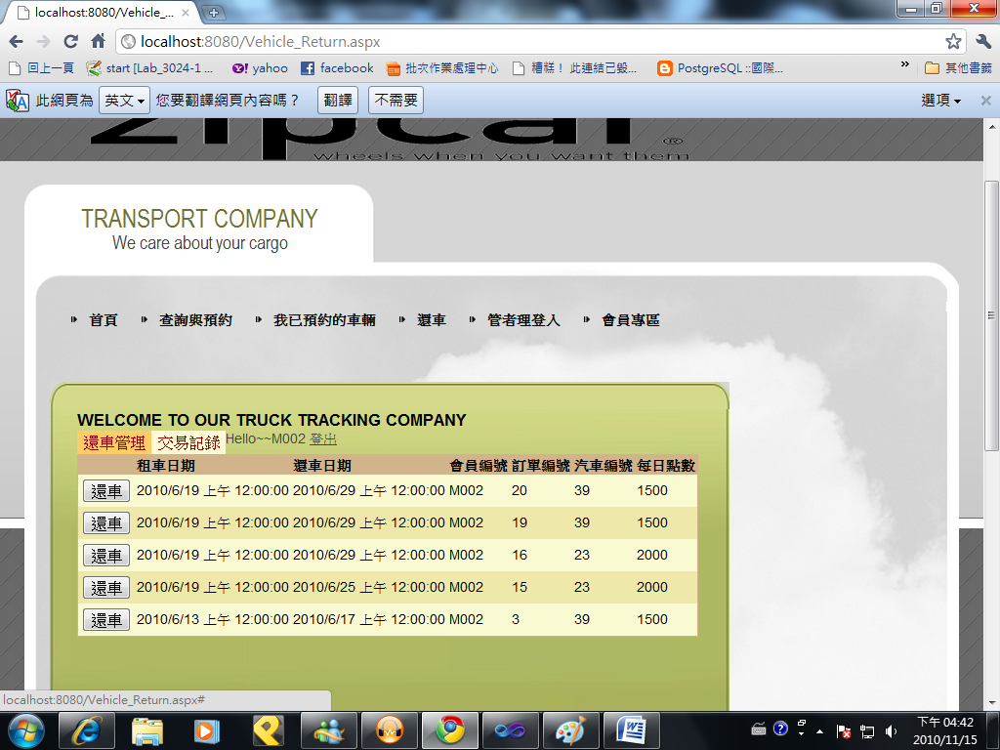 localhost:8080/Vehicle_...
localhost:8080/Vehicle_Return.aspx
回上一頁 start [Lab_3024-1 ... yahoo facebook 批次作業處理中心 糟糕！ 此連結已毀... PostgreSQL ::國際... » 其他書籤
此網頁為 英文 您要翻譯網頁內容嗎？ 翻譯 不需要 選項
zipcar®
wheels when you want them
TRANSPORT COMPANY
We care about your cargo
首頁 查詢與預約 我已預約的車輛 還車 管者理登入 會員專區
WELCOME TO OUR TRUCK TRACKING COMPANY
還車管理 交易記錄 Hello~~M002 登出
租車日期 還車日期 會員編號 訂單編號 汽車編號 每日點數
還車 2010/6/19 上午 12:00:00 2010/6/29 上午 12:00:00 M002 20 39 1500
還車 2010/6/19 上午 12:00:00 2010/6/29 上午 12:00:00 M002 19 39 1500
還車 2010/6/19 上午 12:00:00 2010/6/29 上午 12:00:00 M002 16 23 2000
還車 2010/6/19 上午 12:00:00 2010/6/25 上午 12:00:00 M002 15 23 2000
還車 2010/6/13 上午 12:00:00 2010/6/17 上午 12:00:00 M002 3 39 1500
localhost:8080/Vehicle_Return.aspx#
下午 04:42
2010/11/15